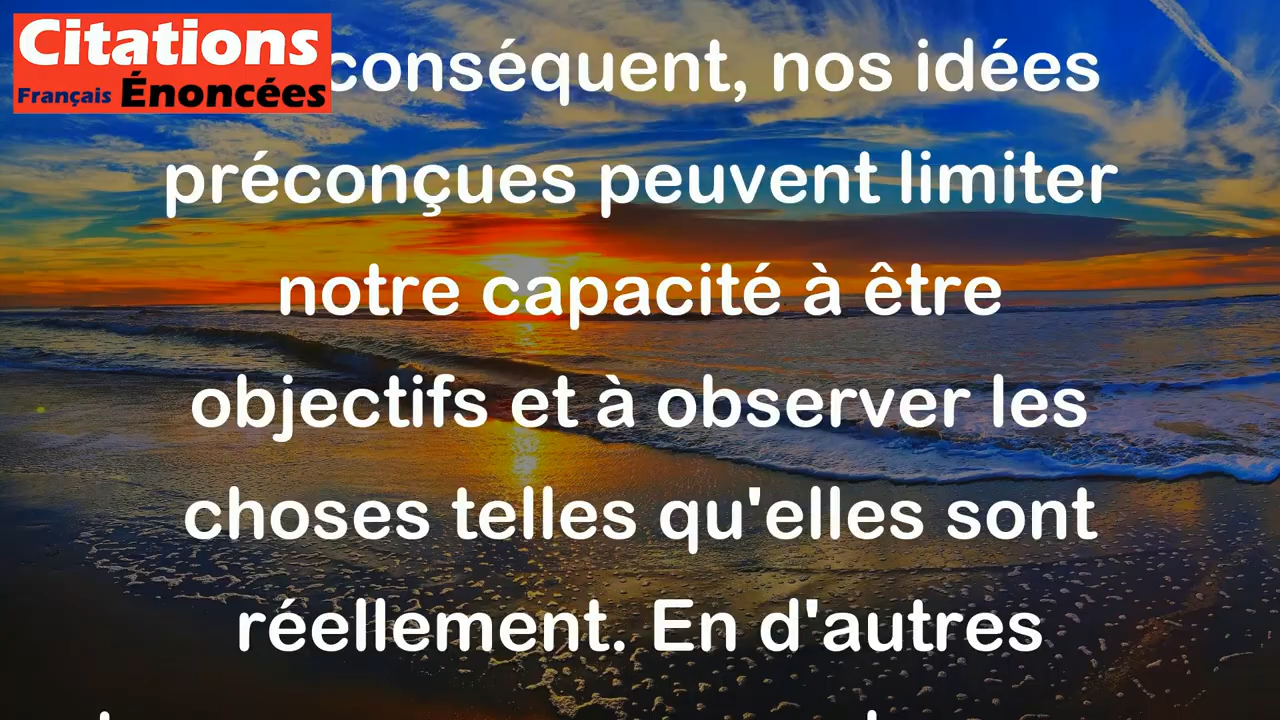 Citations
Français Énoncées
conséquent, nos idées
préconçues peuvent limiter
notre capacité à être
objectifs et à observer les
choses telles qu'elles sont
réellement. En d'autres